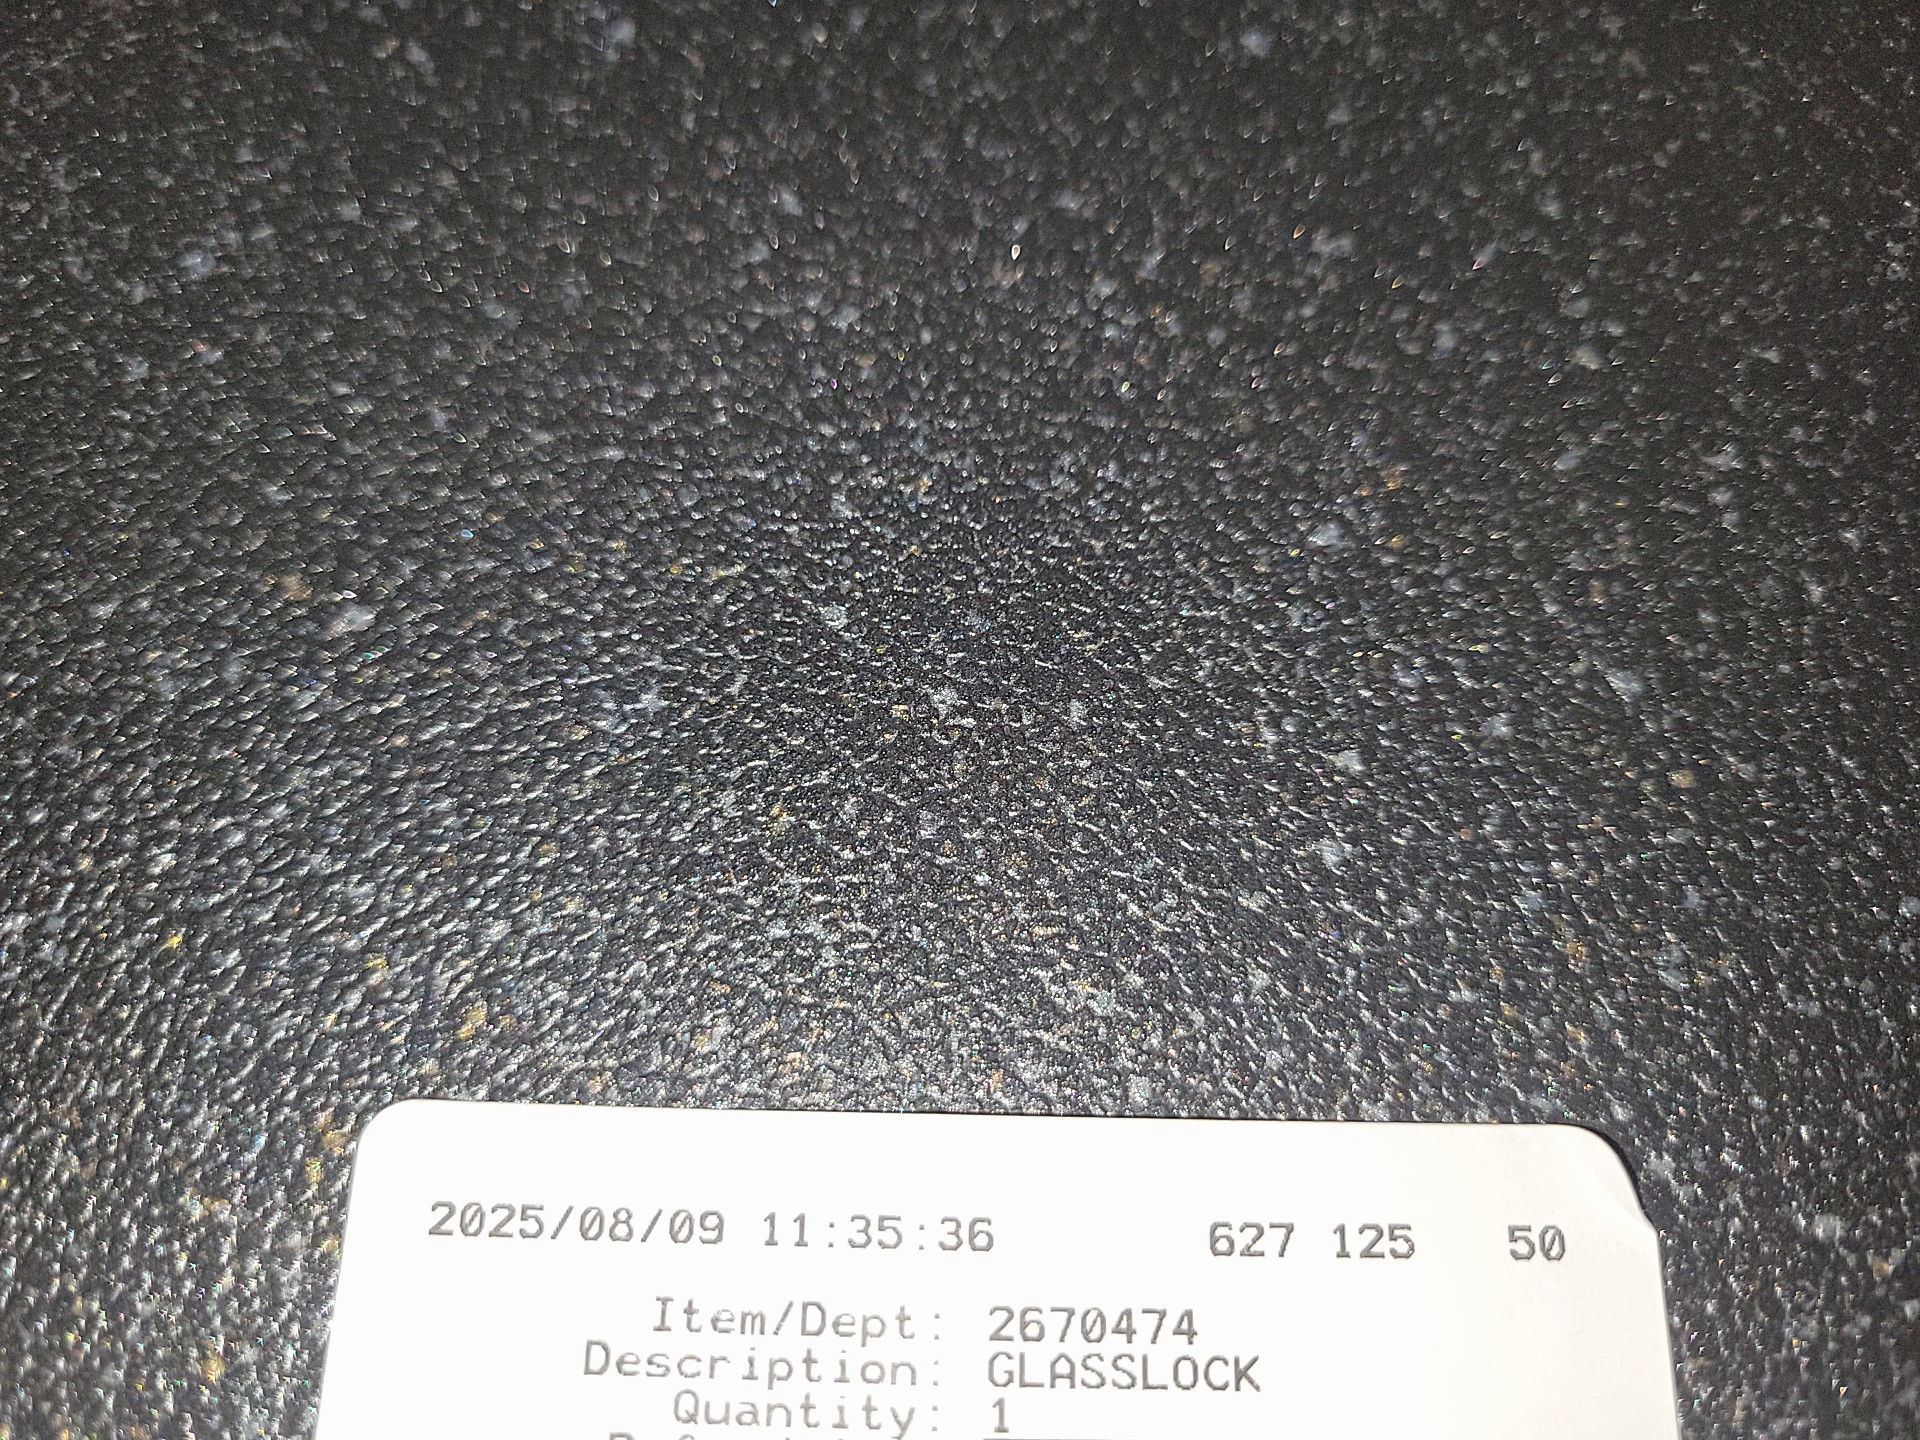 2025/08/09 11:35:36 627 125 50
Item/Dept: 2670474
Description: GLASSLOCK
Quantity: 1